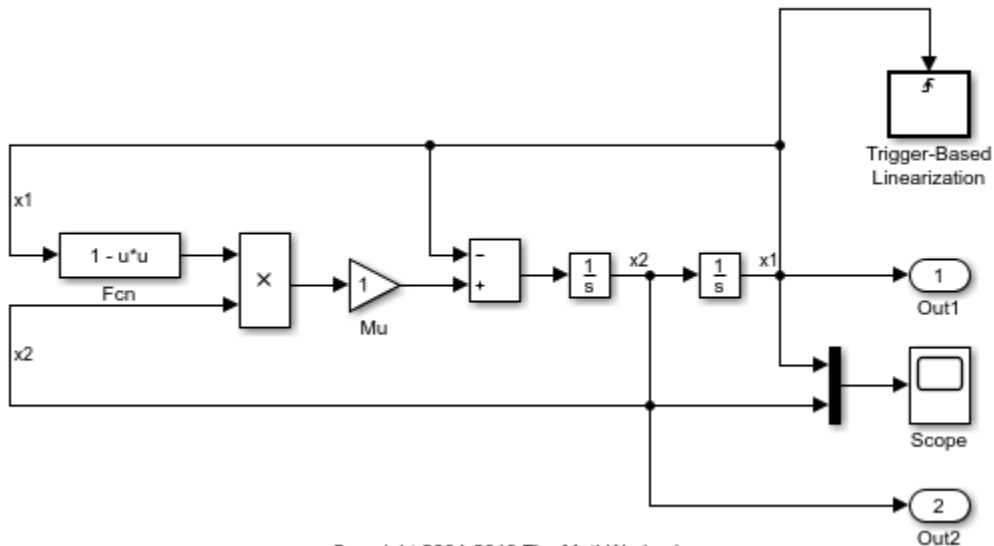 Trigger-Based
Linearization
x1
1 - u*u
Fcn
×
1
Mu
−
+
1
s
x2
1
s
x1
1
Out1
x2
Scope
2
Out2